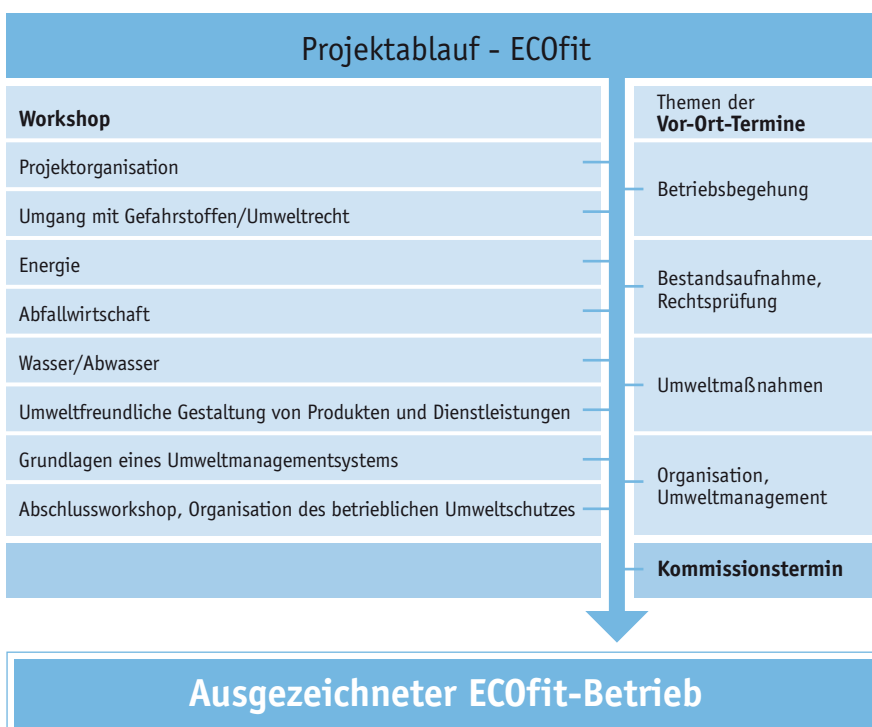 Projektablauf - ECOfit
Workshop
Projektorganisation
Umgang mit Gefahrstoffen/Umweltrecht
Energie
Abfallwirtschaft
Wasser/Abwasser
Umweltfreundliche Gestaltung von Produkten und Dienstleistungen
Grundlagen eines Umweltmanagementsystems
Abschlussworkshop, Organisation des betrieblichen Umweltschutzes
Themen der
Vor-Ort-Termine
Betriebsbegehung
Bestandsaufnahme,
Rechtsprüfung
Umweltmaßnahmen
Organisation,
Umweltmanagement
Kommissionstermin
Ausgezeichneter ECOfit-Betrieb